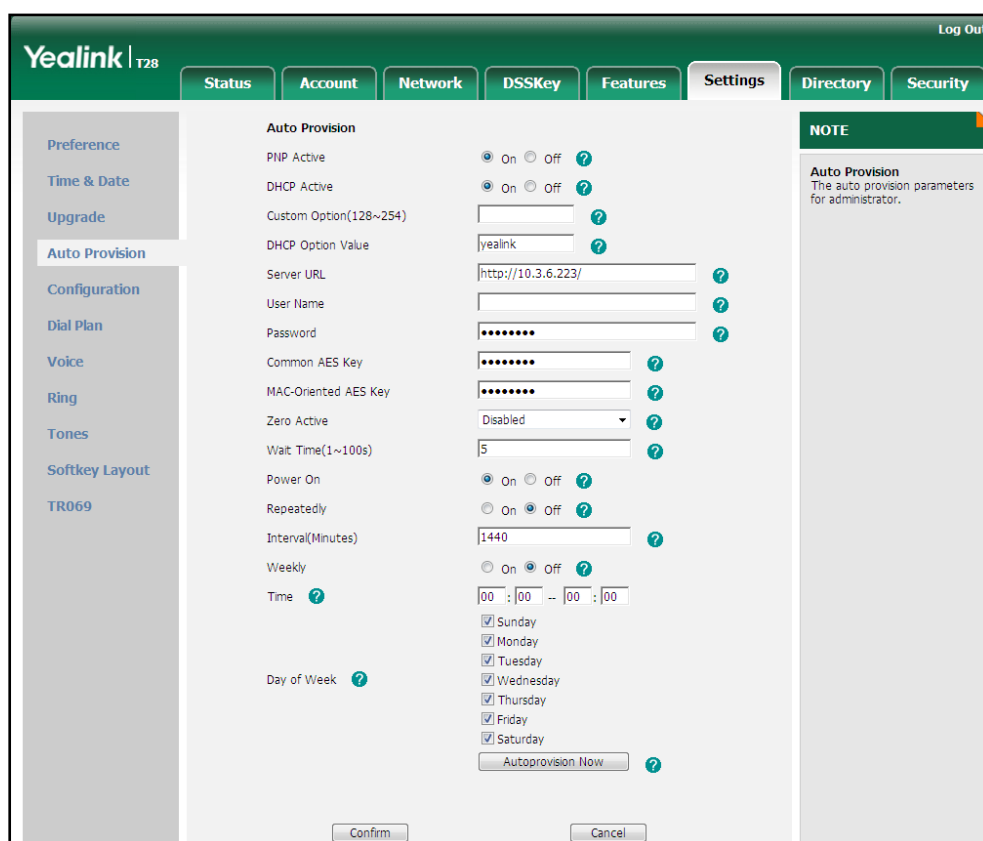 Log Out
Yealink | T28
Status Account Network DSSKey Features Settings Directory Security
Preference
Time & Date
Upgrade
Auto Provision
Configuration
Dial Plan
Voice
Ring
Tones
Softkey Layout
TR069
Auto Provision
PNP Active On Off ?
DHCP Active On Off ?
Custom Option(128~254) ?
DHCP Option Value yealink ?
Server URL http://10.3.6.223/ ?
User Name ?
Password •••••••• ?
Common AES Key •••••••• ?
MAC-Oriented AES Key •••••••• ?
Zero Active Disabled ?
Wait Time(1~100s) 5 ?
Power On On Off ?
Repeatedly On Off ?
Interval(Minutes) 1440 ?
Weekly On Off ?
Time ? 00 : 00 -- 00 : 00
Day of Week ?
Sunday
Monday
Tuesday
Wednesday
Thursday
Friday
Saturday
Autoprovision Now ?
Confirm Cancel
NOTE
Auto Provision
The auto provision parameters
for administrator.